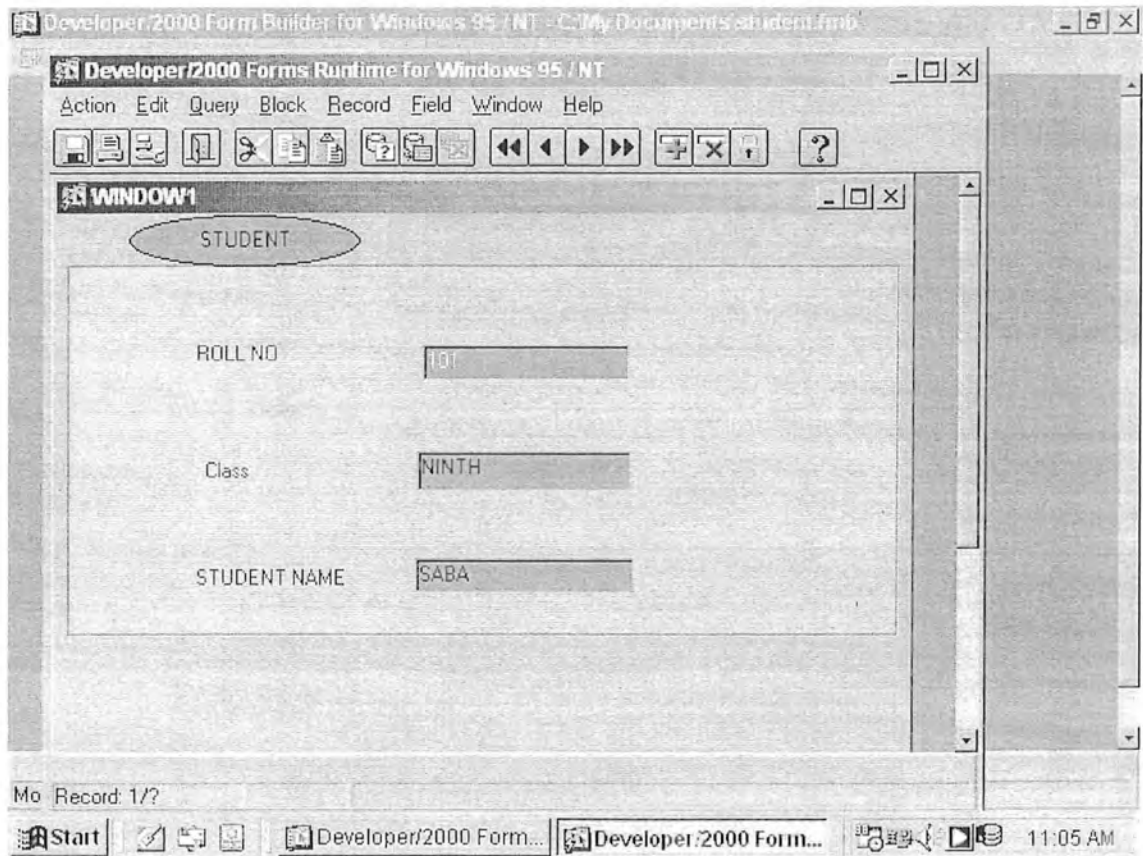 Developer/2000 Form Builder for Windows 95 / NT - C:\My Documents\student.fmb
Developer/2000 Forms Runtime for Windows 95 / NT
Action Edit Query Block Record Field Window Help
WINDOW1
STUDENT
ROLL NO 101
Class NINTH
STUDENT NAME SABA
Mo Record: 1/?
Start Developer/2000 Form... Developer/2000 Form... 11:05 AM